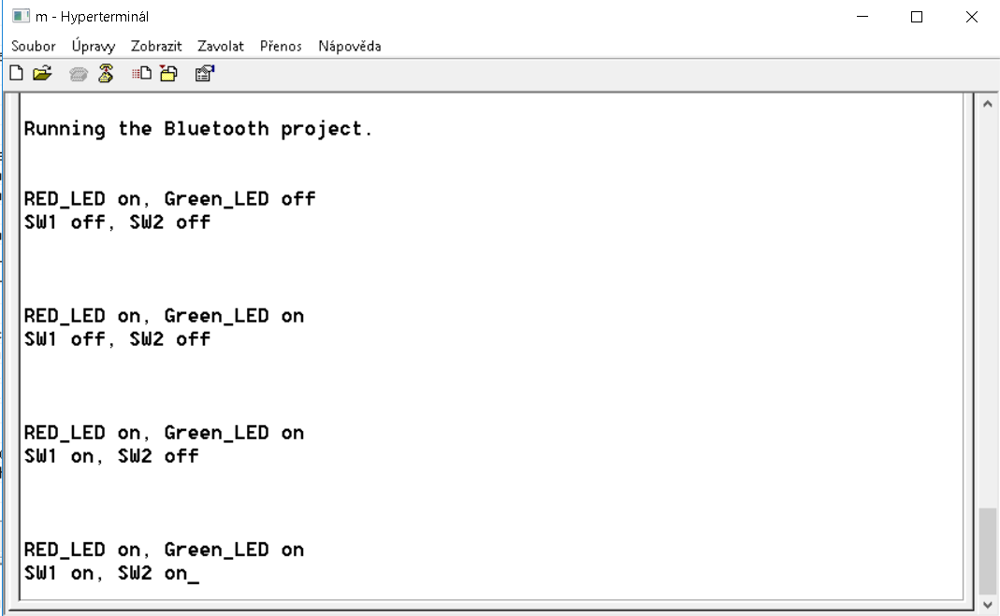 m - Hyperterminál
Soubor Úpravy Zobrazit Zavolat Přenos Nápověda
Running the Bluetooth project.
RED_LED on, Green_LED off
SW1 off, SW2 off
RED_LED on, Green_LED on
SW1 off, SW2 off
RED_LED on, Green_LED on
SW1 on, SW2 off
RED_LED on, Green_LED on
SW1 on, SW2 on_